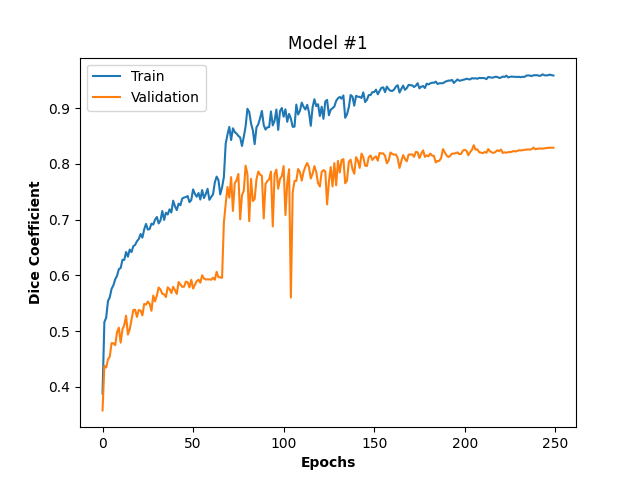 Model #1
Train
Validation
Dice Coefficient
0.9
0.8
0.7
0.6
0.5
0.4
0 50 100 150 200 250
Epochs